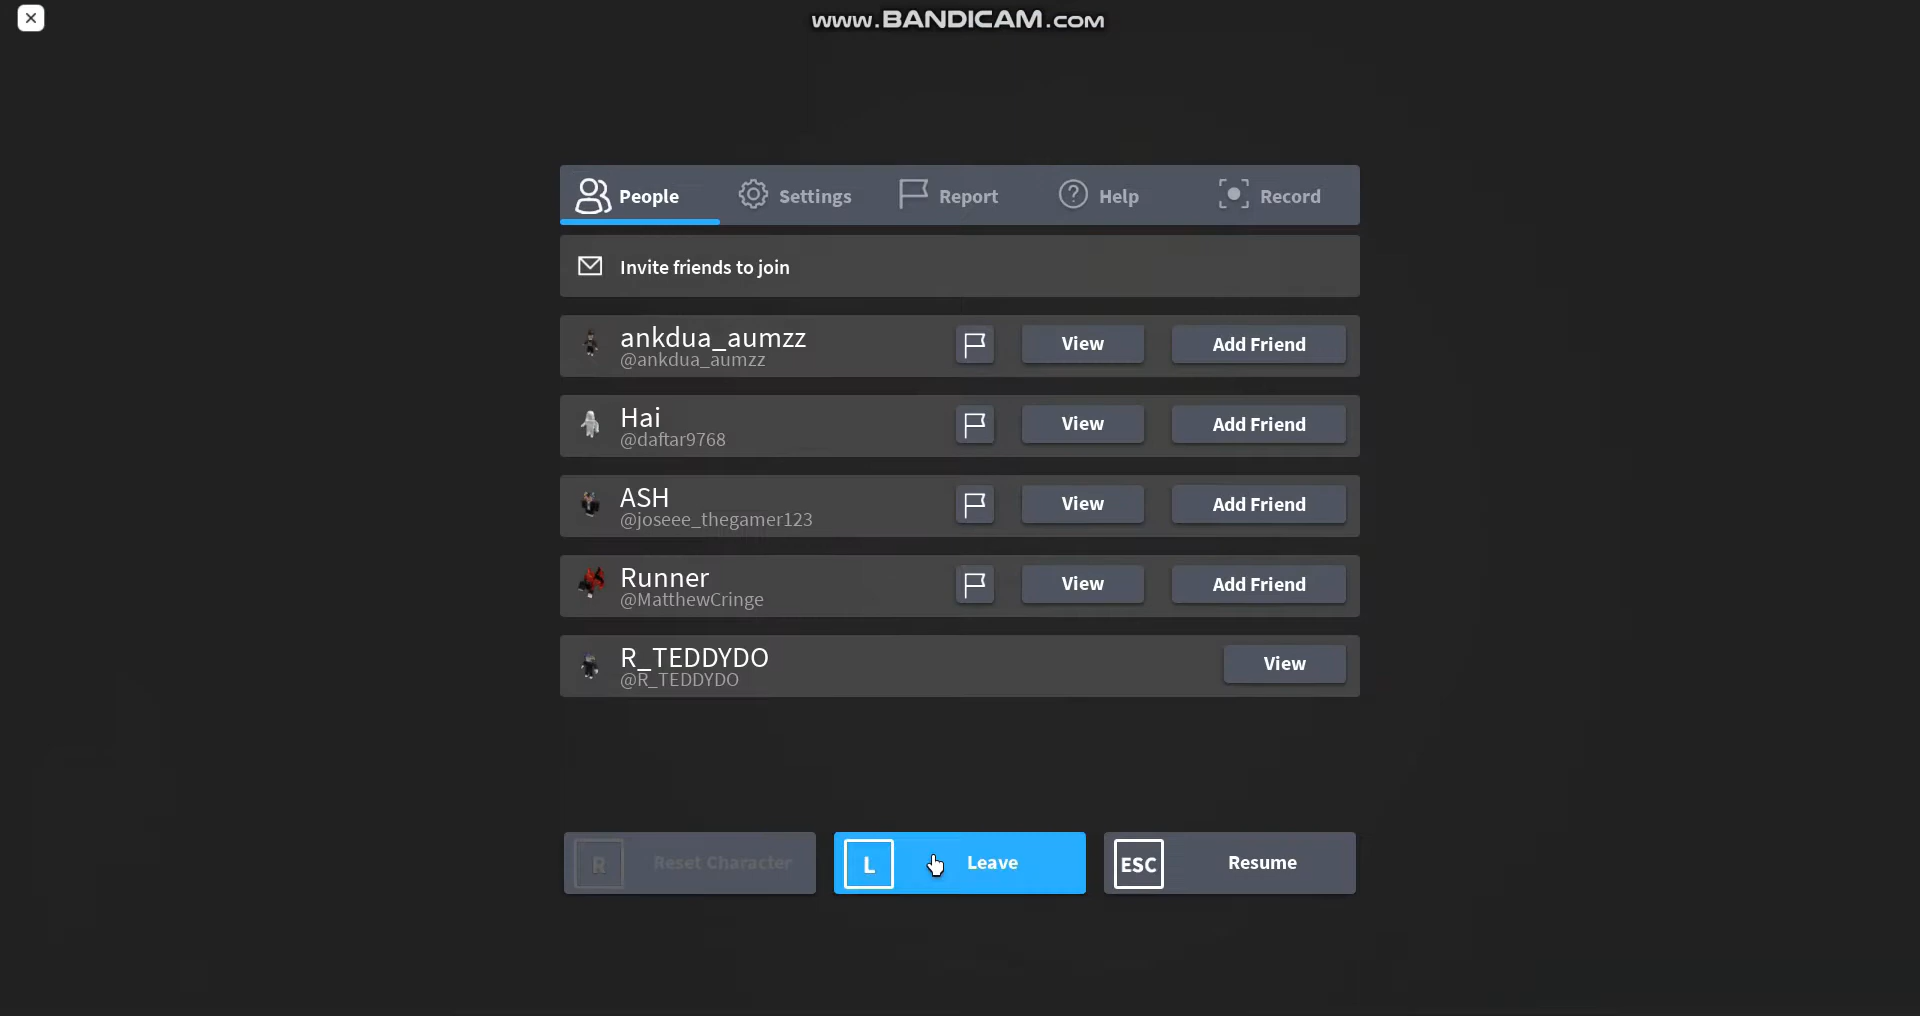 www.BANDICAM.COM
People Settings Report Help Record
Invite friends to join
ankdua_aumzz
@ankdua_aumzz
View Add Friend
Hai
@daftar9768
View Add Friend
ASH
@joseee_thegamer123
View Add Friend
Runner
@MatthewCringe
View Add Friend
R_TEDDYDO
@R_TEDDYDO
View
R Reset Character L Leave ESC Resume